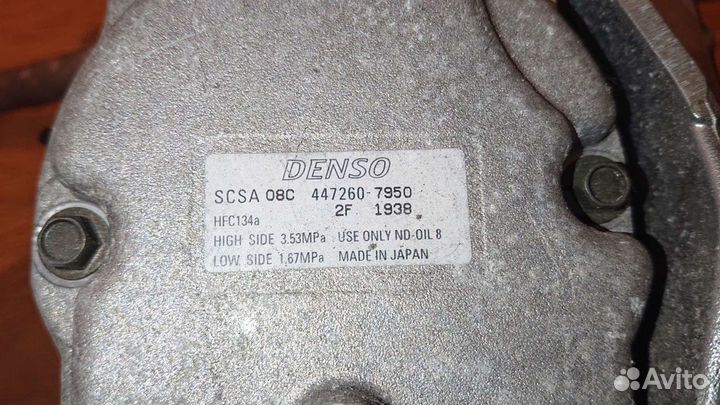 DENSO
SCSA 08C 447260-7950
2F 1938
HFC134a
HIGH SIDE 3.53MPa USE ONLY ND-OIL 8
LOW SIDE 1.67MPa MADE IN JAPAN
Avito